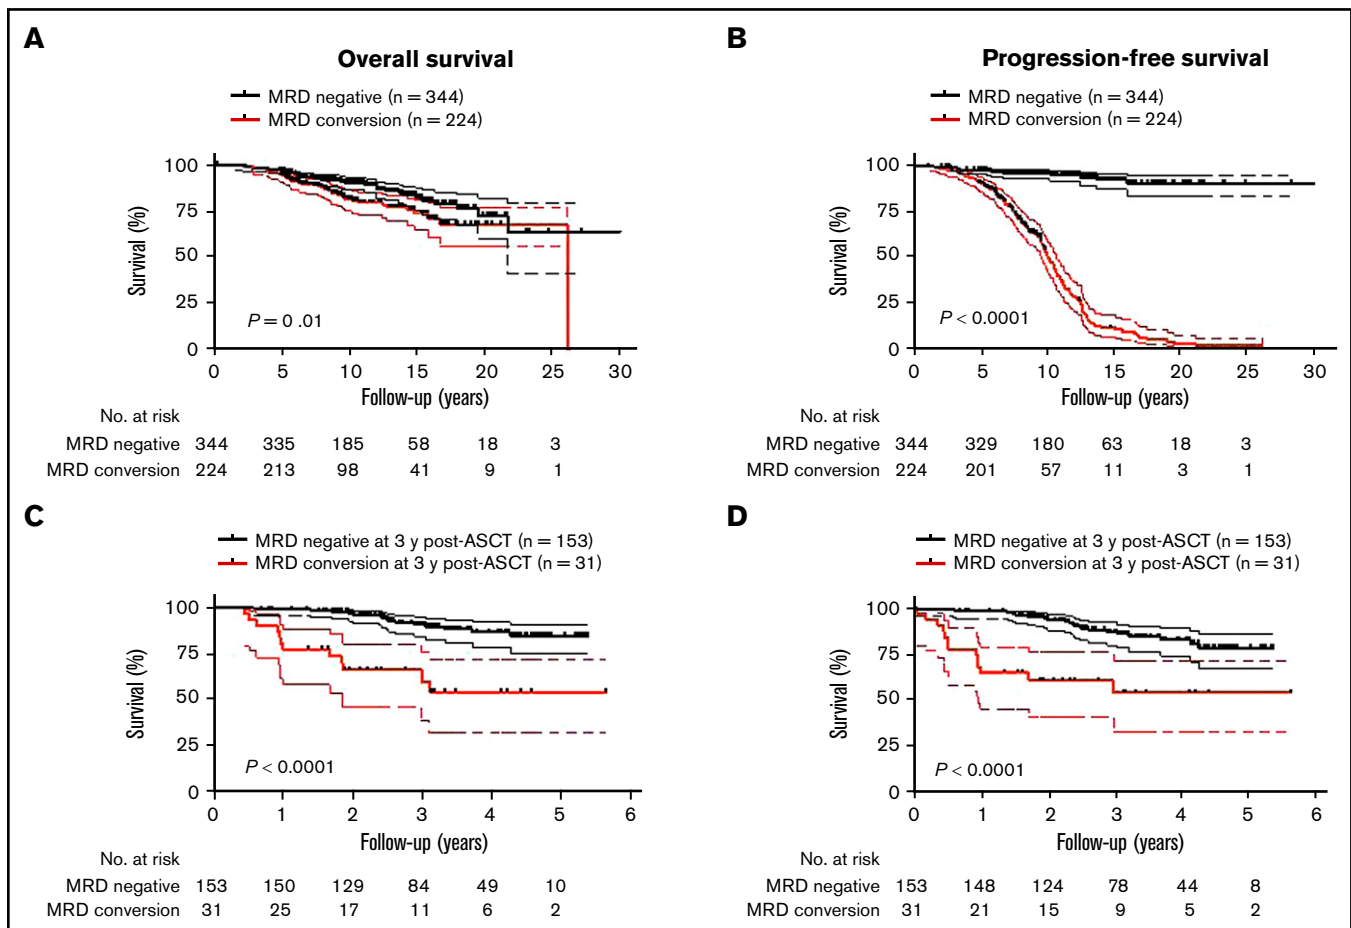 A
Overall survival
MRD negative (n = 344)
MRD conversion (n = 224)
100
75
50
25
0
Survival (%)
P = 0 .01
0 5 10 15 20 25 30
Follow-up (years)
No. at risk
MRD negative 344 335 185 58 18 3
MRD conversion 224 213 98 41 9 1
B
Progression-free survival
MRD negative (n = 344)
MRD conversion (n = 224)
100
75
50
25
0
Survival (%)
P < 0.0001
0 5 10 15 20 25 30
Follow-up (years)
No. at risk
MRD negative 344 329 180 63 18 3
MRD conversion 224 201 57 11 3 1
C
MRD negative at 3 y post-ASCT (n = 153)
MRD conversion at 3 y post-ASCT (n = 31)
100
75
50
25
0
Survival (%)
P < 0.0001
0 1 2 3 4 5 6
Follow-up (years)
No. at risk
MRD negative 153 150 129 84 49 10
MRD conversion 31 25 17 11 6 2
D
MRD negative at 3 y post-ASCT (n = 153)
MRD conversion at 3 y post-ASCT (n = 31)
100
75
50
25
0
Survival (%)
P < 0.0001
0 1 2 3 4 5 6
Follow-up (years)
No. at risk
MRD negative 153 148 124 78 44 8
MRD conversion 31 21 15 9 5 2